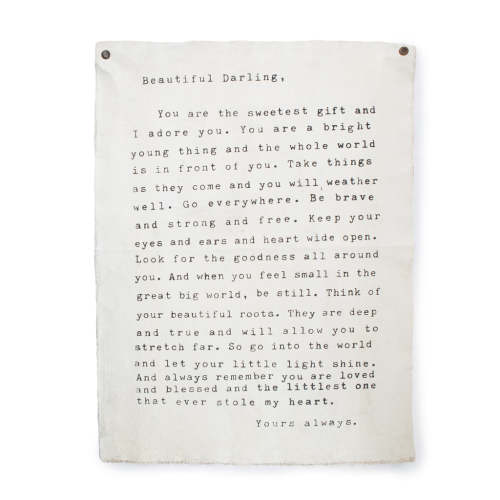 Beautiful Darling,
You are the sweetest gift and
I adore you. You are a bright
young thing and the whole world
is in front of you. Take things
as they come and you will weather
well. Go everywhere. Be brave
and strong and free. Keep your
eyes and ears and heart wide open.
Look for the goodness all around
you. And when you feel small in the
great big world, be still. Think of
your beautiful roots. They are deep
and true and will allow you to
stretch far. So go into the world
and let your little light shine.
And always remember you are loved
and blessed and the littlest one
that ever stole my heart.
Yours always.